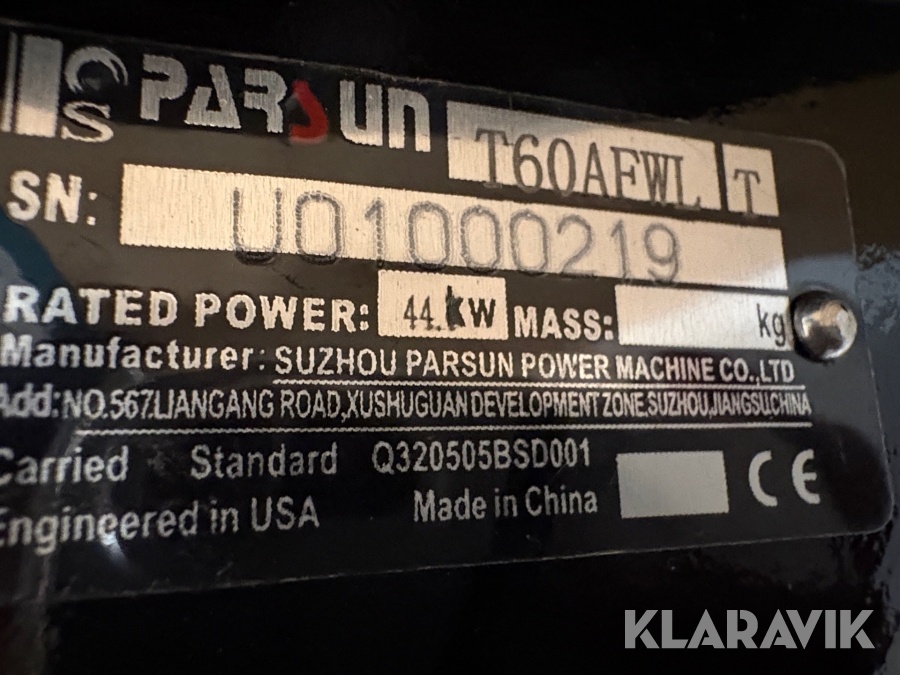 PS PARSUN T60AFWL T
SN: U01000219
RATED POWER: 44.kW MASS: kg
Manufacturer: SUZHOU PARSUN POWER MACHINE CO.,LTD
Add: NO.567.LIANGANG ROAD,XUSHUGUAN DEVELOPMENT ZONE.SUZHOU,JIANGSU.CHINA
Carried Standard Q320505BSD001
Engineered in USA Made in China CE
KLARAVIK